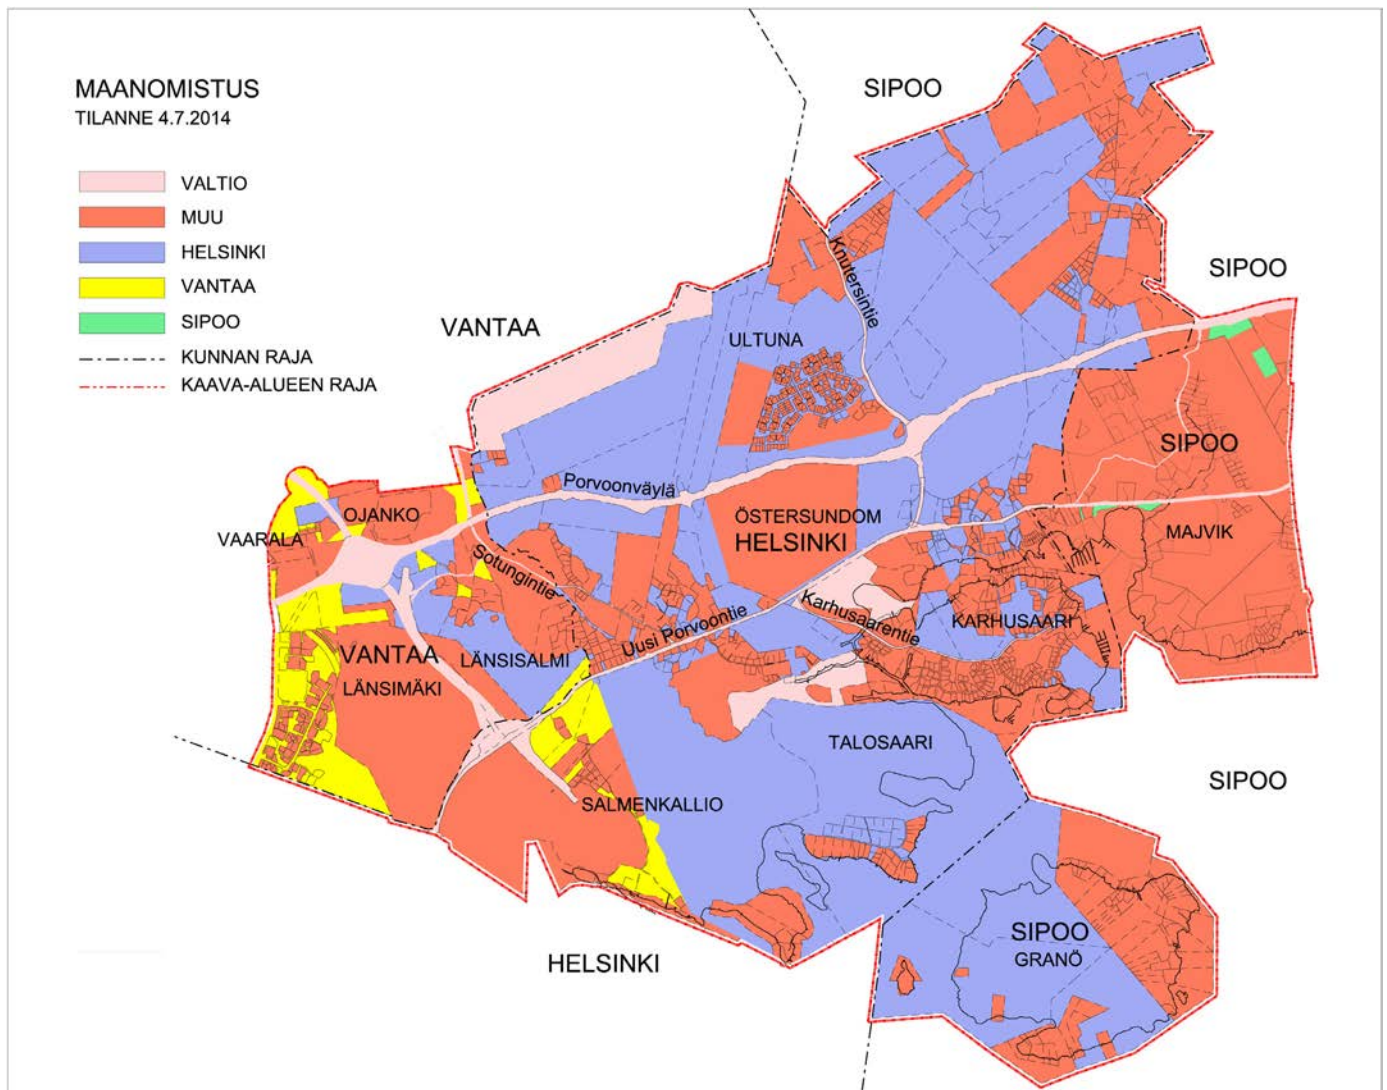 MAANOMISTUS
TILANNE 4.7.2014
VALTIO
MUU
HELSINKI
VANTAA
SIPOO
KUNNAN RAJA
KAAVA-ALUEEN RAJA
SIPOO
SIPOO
VANTAA
Knutersintie
ULTUNA
SIPOO
Porvoonväylä
OJANKO
ÖSTERSUNDOM
HELSINKI
VAARALA
MAJVIK
Sotungintie
Karhusaarentie
KARHUSAARI
Uusi Porvoontie
VANTAA
LÄNSISALMI
LÄNSIMÄKI
TALOSAARI
SIPOO
SALMENKALLIO
SIPOO
GRANÖ
HELSINKI